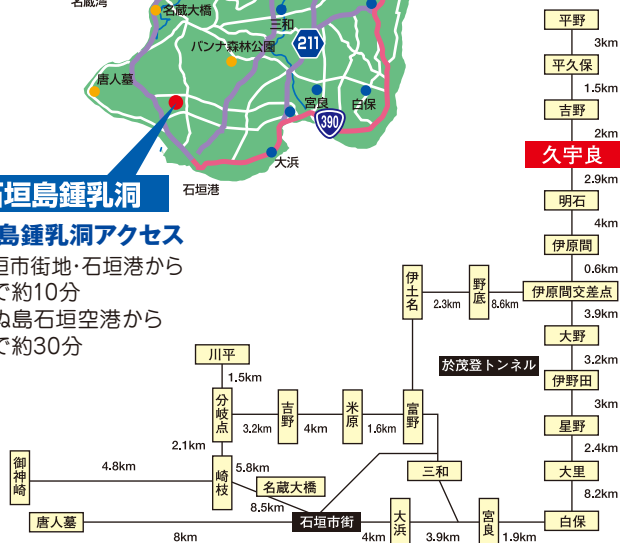 名蔵湾
名蔵大橋
三和
バンナ森林公園
211
唐人墓
宮良
白保
390
大浜
石垣港
石垣島鍾乳洞
島鍾乳洞アクセス
垣市街地・石垣港から
で約10分
ぬ島石垣空港から
で約30分
平野
3km
平久保
1.5km
吉野
2km
久宇良
2.9km
明石
4km
伊原間
0.6km
伊土名
2.3km
野底
8.6km
伊原間交差点
3.9km
大野
於茂登トンネル
3.2km
伊野田
3km
星野
2.4km
大里
8.2km
川平
1.5km
分岐点
3.2km
吉野
4km
米原
1.6km
富野
2.1km
御神崎
4.8km
崎枝
5.8km
名蔵大橋
8.5km
三和
唐人墓
8km
石垣市街
4km
大浜
3.9km
宮良
1.9km
白保